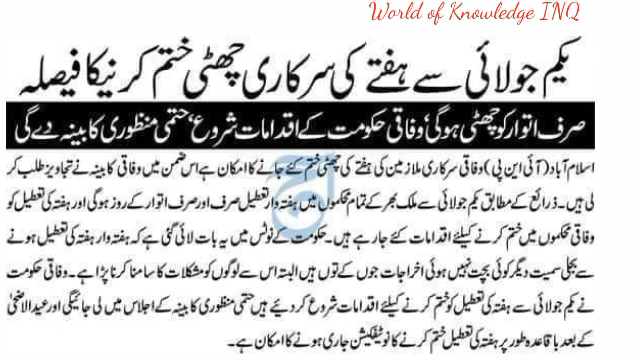 World of Knowledge INQ
یکم جولائی سے ہفتے کی سرکاری چھٹی ختم کرنیکا فیصلہ
صرف اتوار کو چھٹی ہوگی، وفاقی حکومت کے اقدامات شروع، حتمی منظوری کابینہ دے گی
اسلام آباد (آئی این پی) وفاقی سرکاری ملازمین کی ہفتے کی چھٹی ختم کئے جانے کا امکان ہے اس ضمن میں وفاقی کابینہ نے تجاویز طلب کر
لی ہیں۔ ذرائع کے مطابق یکم جولائی سے ملک بھر کے تمام محکموں میں ہفتہ وار تعطیل صرف اور صرف اتوار کے روز ہوگی اور ہفتہ کی تعطیل کو
وفاقی محکموں میں ختم کرنے کیلئے اقدامات کئے جا رہے ہیں۔ حکومت کے نوٹس میں یہ بات لائی گئی ہے کہ ہفتہ وار ہفتہ کی تعطیل ہونے
سے بجلی سمیت دیگر کوئی بچت نہیں ہوئی اخراجات جوں کے توں ہیں البتہ اس سے لوگوں کو مشکلات کا سامنا کرنا پڑا ہے۔ وفاقی حکومت
نے یکم جولائی سے ہفتہ کی تعطیل کو ختم کرنے کیلئے اقدامات شروع کر دیئے ہیں حتمی منظوری کابینہ کے اجلاس میں لی جائیگی اور عید الاضحیٰ
کے بعد باقاعدہ طور پر ہفتہ کی تعطیل ختم کرنے کا نوٹیفکیشن جاری ہونے کا امکان ہے۔